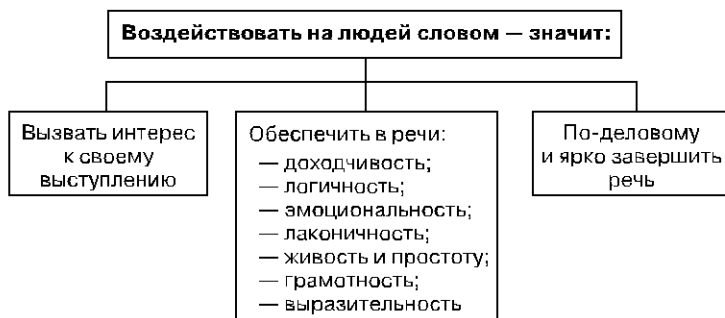 Воздействовать на людей словом — значит:
Вызвать интерес
к своему
выступлению
Обеспечить в речи:
— доходчивость;
— логичность;
— эмоциональность;
— лаконичность;
— живость и простоту;
— грамотность;
— выразительность
По-деловому
и ярко завершить
речь